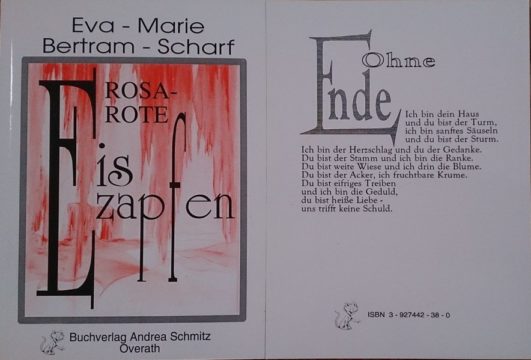 Eva - Marie
Bertram - Scharf
ROSA-
ROTE
Eis
zapfen
Buchverlag Andrea Schmitz
Overath
Ohne
Ende
Ich bin dein Haus
und du bist der Turm,
ich bin sanftes Säuseln
und du bist der Sturm.
Ich bin der Herzschlag und du der Gedanke.
Du bist der Stamm und ich bin die Ranke.
Du bist weite Wiese und ich drin die Blume.
Du bist der Acker, ich fruchtbare Krume.
Du bist eifriges Treiben
und ich bin die Geduld,
du bist heiße Liebe -
uns trifft keine Schuld.
ISBN 3 - 927442 - 38 - 0